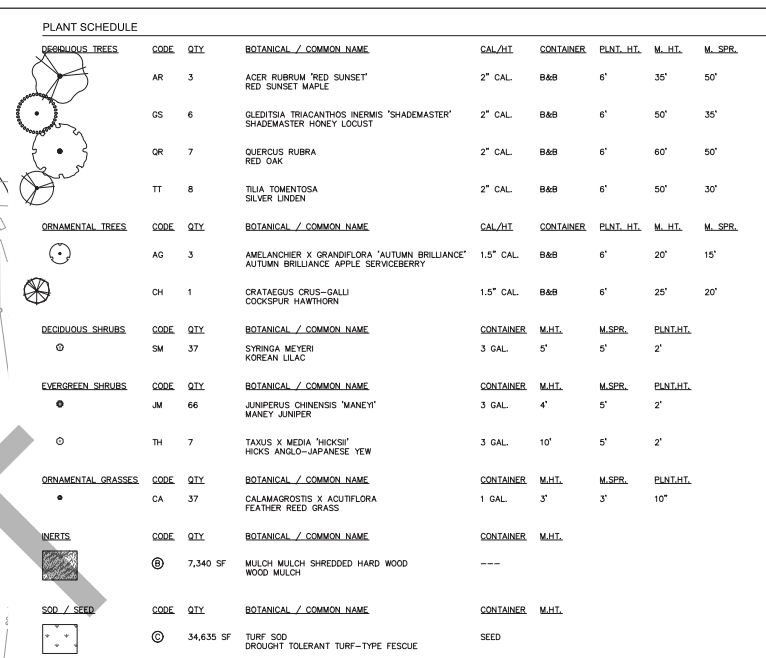 PLANT SCHEDULE
DECIDUOUS TREES CODE QTY BOTANICAL / COMMON NAME CAL/HT CONTAINER PLNT. HT. M. HT. M. SPR.
AR 3 ACER RUBRUM 'RED SUNSET' 2" CAL. B&B 6' 35' 50'
RED SUNSET MAPLE
GS 6 GLEDITSIA TRIACANTHOS INERMIS 'SHADEMASTER' 2" CAL. B&B 6' 50' 35'
SHADEMASTER HONEY LOCUST
QR 7 QUERCUS RUBRA 2" CAL. B&B 6' 60' 50'
RED OAK
TT 8 TILIA TOMENTOSA 2" CAL. B&B 6' 50' 30'
SILVER LINDEN
ORNAMENTAL TREES CODE QTY BOTANICAL / COMMON NAME CAL/HT CONTAINER PLNT. HT. M. HT. M. SPR.
AG 3 AMELANCHIER X GRANDIFLORA 'AUTUMN BRILLIANCE' 1.5" CAL. B&B 6' 20' 15'
AUTUMN BRILLIANCE APPLE SERVICEBERRY
CH 1 CRATAEGUS CRUS-GALLI 1.5" CAL. B&B 6' 25' 20'
COCKSPUR HAWTHORN
DECIDUOUS SHRUBS CODE QTY BOTANICAL / COMMON NAME CONTAINER M.HT. M.SPR. PLNT.HT.
SM 37 SYRINGA MEYERI 3 GAL. 5' 5' 2'
KOREAN LILAC
EVERGREEN SHRUBS CODE QTY BOTANICAL / COMMON NAME CONTAINER M.HT. M.SPR. PLNT.HT.
JM 66 JUNIPERUS CHINENSIS 'MANEYI' 3 GAL. 4' 5' 2'
MANEY JUNIPER
TH 7 TAXUS X MEDIA 'HICKSII' 3 GAL. 10' 5' 2'
HICKS ANGLO-JAPANESE YEW
ORNAMENTAL GRASSES CODE QTY BOTANICAL / COMMON NAME CONTAINER M.HT. M.SPR. PLNT.HT.
CA 37 CALAMAGROSTIS X ACUTIFLORA 1 GAL. 3' 3' 10"
FEATHER REED GRASS
INERTS CODE QTY BOTANICAL / COMMON NAME CONTAINER M.HT.
B 7,340 SF MULCH MULCH SHREDDED HARD WOOD ---
WOOD MULCH
SOD / SEED CODE QTY BOTANICAL / COMMON NAME CONTAINER M.HT.
C 34,635 SF TURF SOD SEED
DROUGHT TOLERANT TURF-TYPE FESCUE